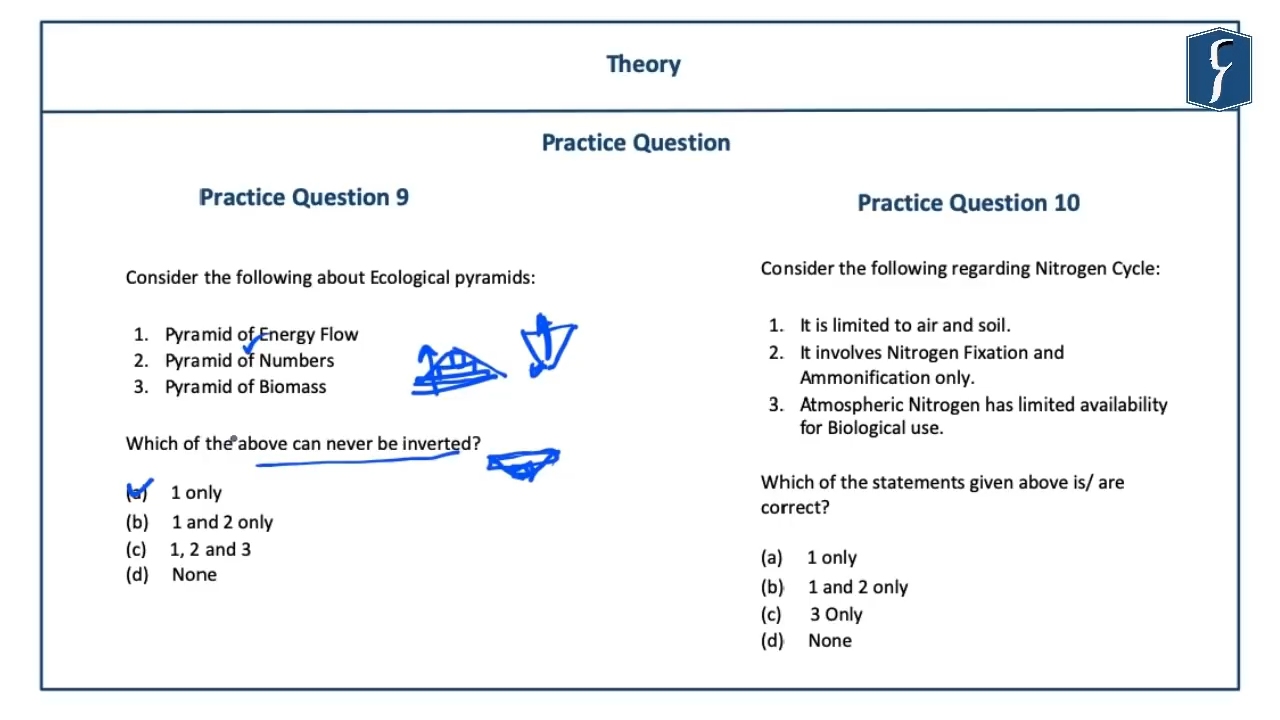 Theory
Practice Question
Practice Question 9
Consider the following about Ecological pyramids:
1. Pyramid of Energy Flow
2. Pyramid of Numbers
3. Pyramid of Biomass
Which of the above can never be inverted?
(a) 1 only
(b) 1 and 2 only
(c) 1, 2 and 3
(d) None
Practice Question 10
Consider the following regarding Nitrogen Cycle:
1. It is limited to air and soil.
2. It involves Nitrogen Fixation and
Ammonification only.
3. Atmospheric Nitrogen has limited availability
for Biological use.
Which of the statements given above is/ are
correct?
(a) 1 only
(b) 1 and 2 only
(c) 3 Only
(d) None